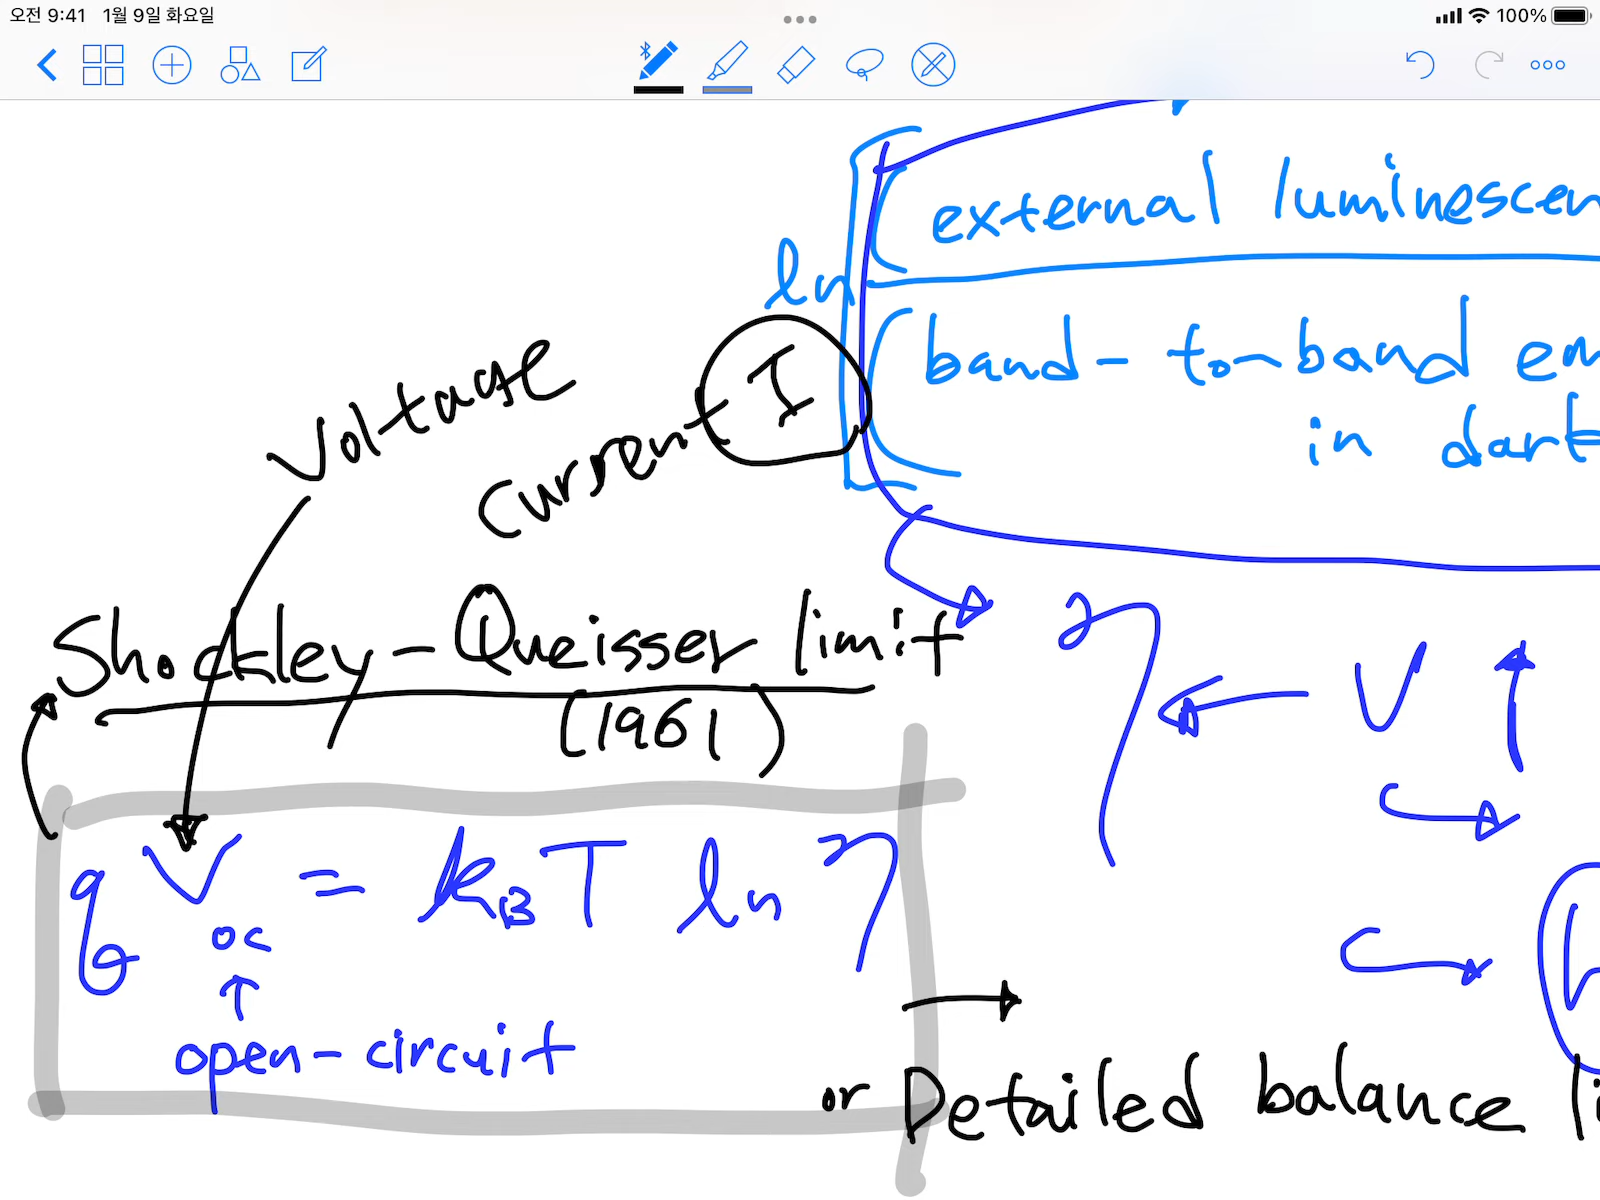 오전 9:41 1월 9일 화요일 100%
external luminescen
ln
band-to-band em
in dark
Voltage
current I
Shockley-Queisser limit
(1961)
η ← V ↑
q V oc = k_B T ln η
open-circuit
or Detailed balance li